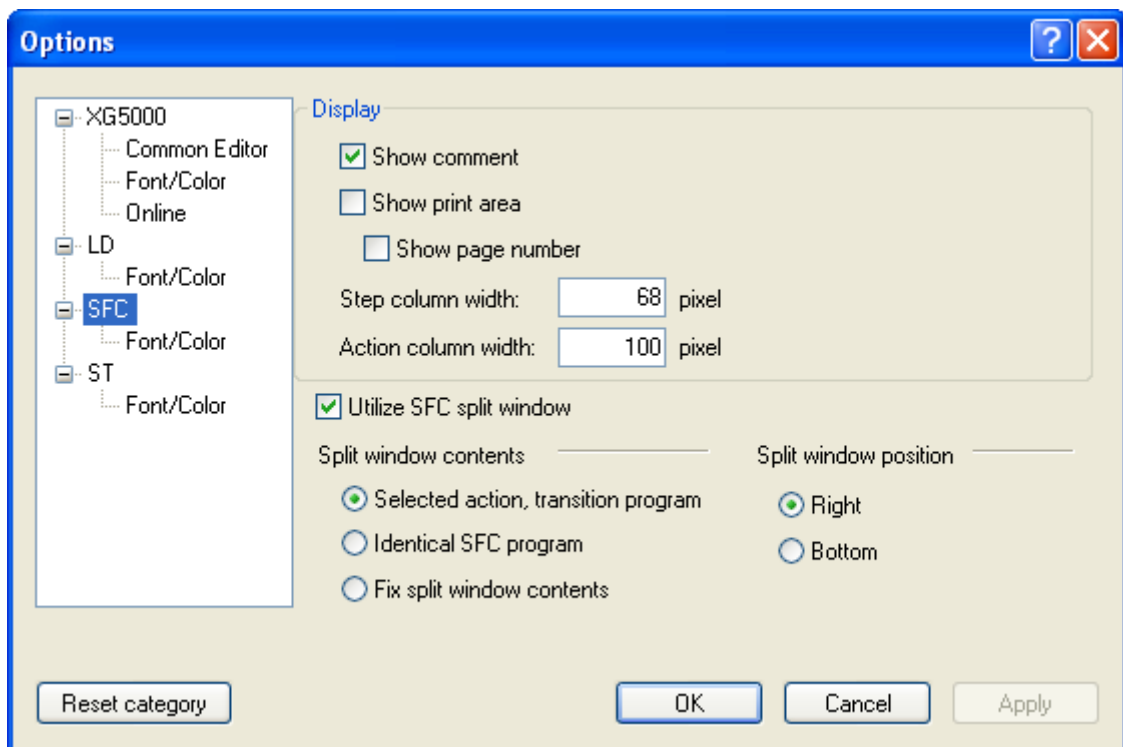 Options
XG5000
Common Editor
Font/Color
Online
LD
Font/Color
SFC
Font/Color
ST
Font/Color
Display
Show comment
Show print area
Show page number
Step column width: 68 pixel
Action column width: 100 pixel
Utilize SFC split window
Split window contents
Selected action, transition program
Identical SFC program
Fix split window contents
Split window position
Right
Bottom
Reset category
OK
Cancel
Apply